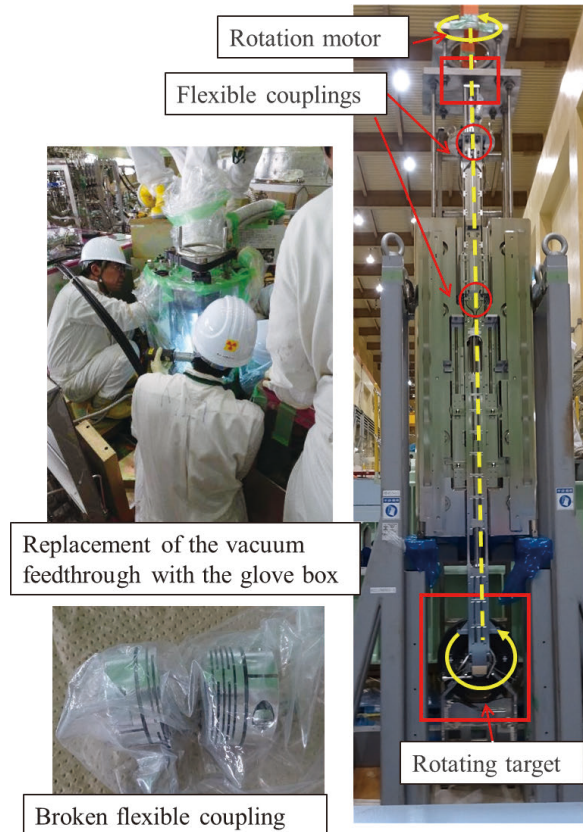 Rotation motor
Flexible couplings
Replacement of the vacuum
feedthrough with the glove box
Broken flexible coupling
Rotating target